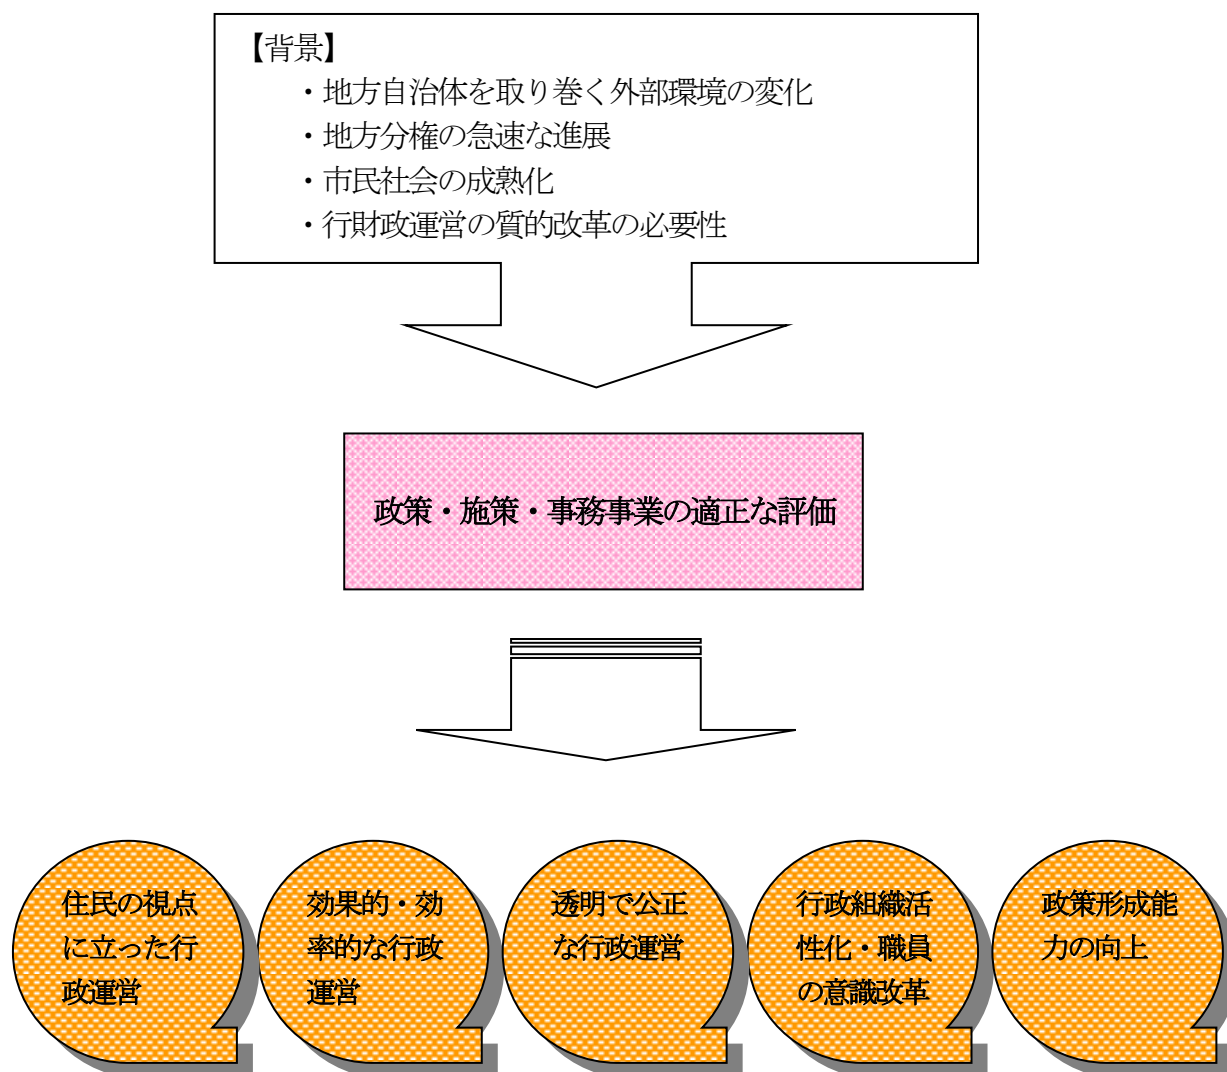 【背景】
・地方自治体を取り巻く外部環境の変化
・地方分権の急速な進展
・市民社会の成熟化
・行財政運営の質的改革の必要性
政策・施策・事務事業の適正な評価
住民の視点
に立った行
政運営
効果的・効
率的な行政
運営
透明で公正
な行政運営
行政組織活
性化・職員
の意識改革
政策形成能
力の向上